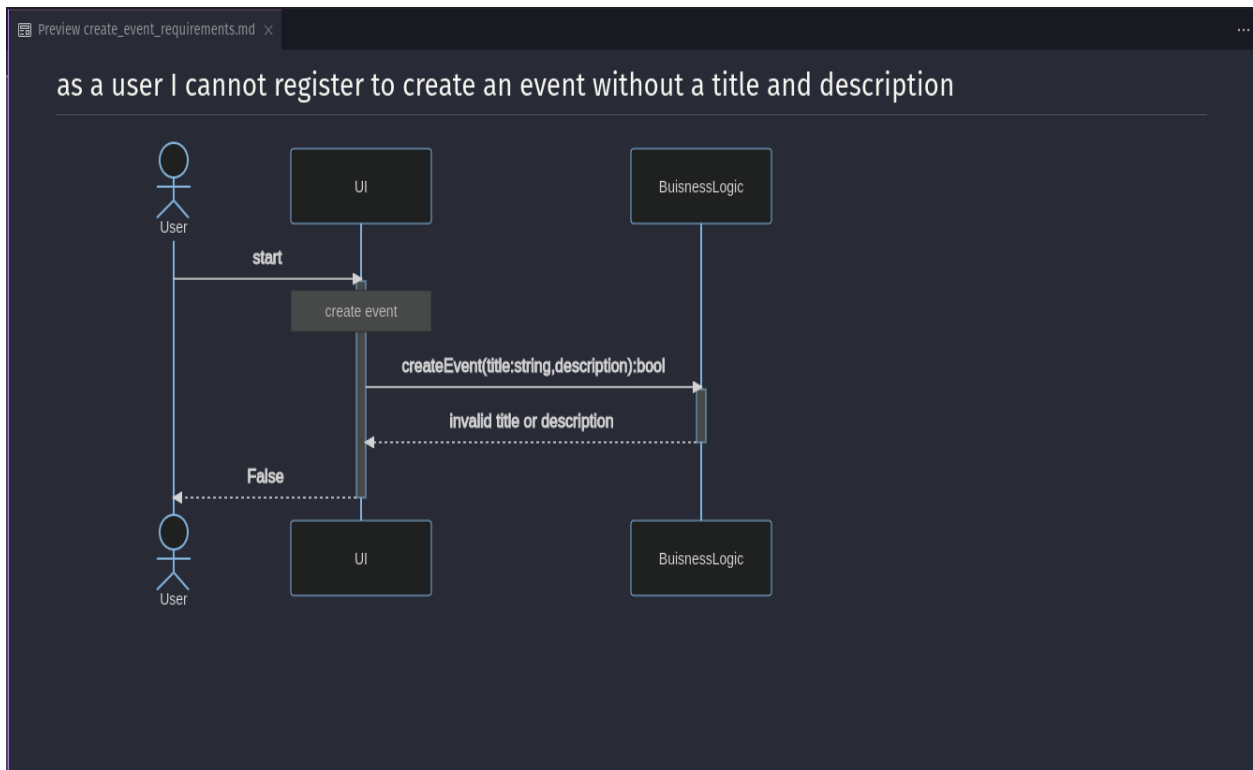 Preview create_event_requirements.md
as a user I cannot register to create an event without a title and description
User
UI
BuisnessLogic
start
create event
createEvent(title:string,description):bool
invalid title or description
False
User
UI
BuisnessLogic